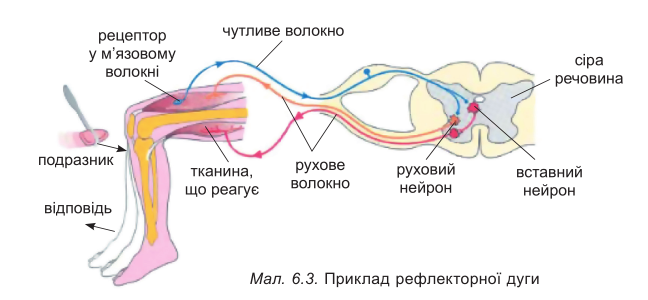 рецептор
у м’язовому
волокні
чутливе волокно
сіра
речовина
подразник
відповідь
тканина,
що реагує
рухове
волокно
руховий
нейрон
вставний
нейрон
Мал. 6.3. Приклад рефлекторної дуги